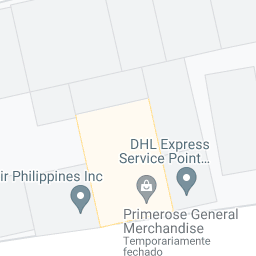 DHL Express
Service Point...
ir Philippines Inc
Primerose General
Merchandise
Temporariamente
fechado